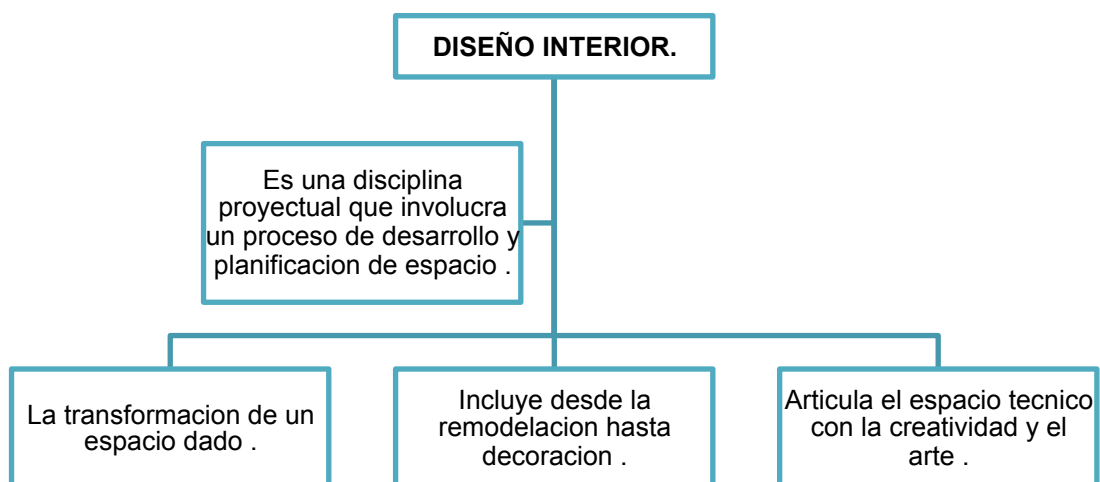 DISEÑO INTERIOR.
Es una disciplina
proyectual que involucra
un proceso de desarrollo y
planificacion de espacio .
La transformacion de un
espacio dado .
Incluye desde la
remodelacion hasta
decoracion .
Articula el espacio tecnico
con la creatividad y el
arte .